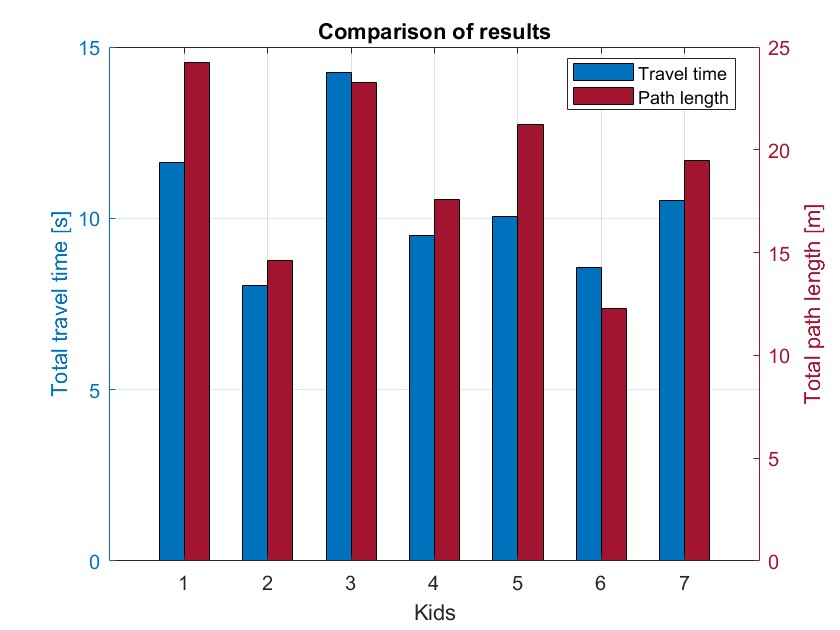 Comparison of results
Travel time
Path length
Total travel time [s]
15
10
5
0
Total path length [m]
25
20
15
10
5
0
1 2 3 4 5 6 7
Kids